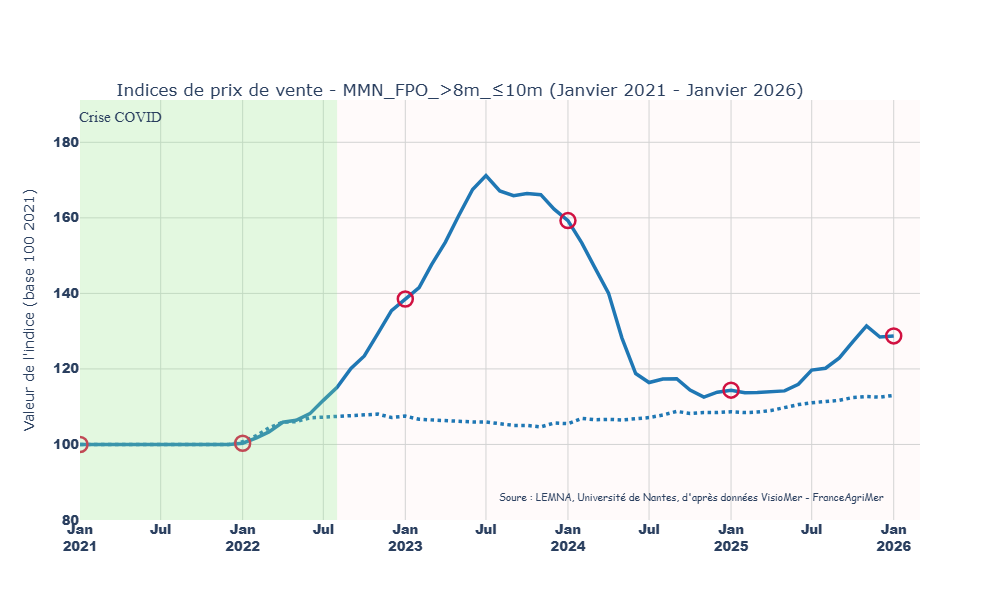 Indices de prix de vente - MMN_FPO_>8m_≤10m (Janvier 2021 - Janvier 2026)
Crise COVID
180
160
140
120
100
80
Valeur de l'indice (base 100 2021)
Soure : LEMNA, Université de Nantes, d'après données VisioMer - FranceAgriMer
Jan Jul Jan Jul Jan Jul Jan Jul Jan Jul Jan
2021 2022 2023 2024 2025 2026